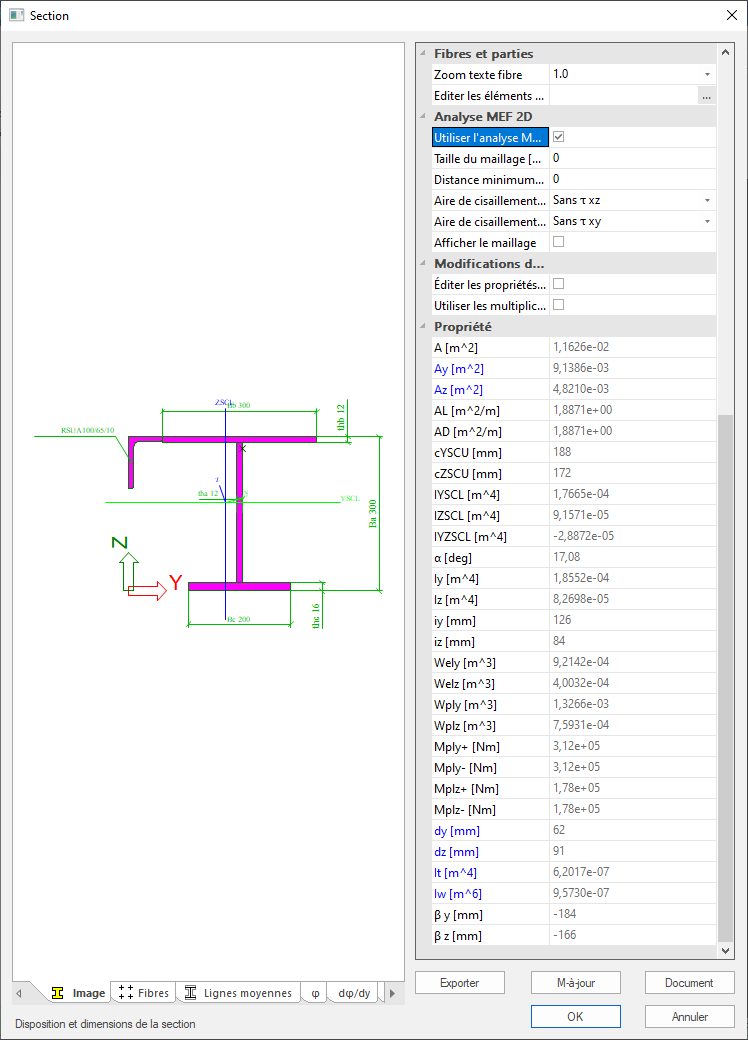 Section
Fibres et parties
Zoom texte fibre 1.0
Editer les éléments ... ...
Analyse MEF 2D
Utiliser l'analyse M...
Taille du maillage [... 0
Distance minimum... 0
Aire de cisaillement... Sans τ xz
Aire de cisaillement... Sans τ xy
Afficher le maillage
Modifications d...
Éditer les propriétés...
Utiliser les multiplic...
Propriété
A [m^2] 1,1626e-02
Ay [m^2] 9,1386e-03
Az [m^2] 4,8210e-03
AL [m^2/m] 1,8871e+00
AD [m^2/m] 1,8871e+00
cYSCU [mm] 188
cZSCU [mm] 172
IYSCL [m^4] 1,7665e-04
IZSCL [m^4] 9,1571e-05
IYZSCL [m^4] -2,8872e-05
α [deg] 17,08
Iy [m^4] 1,8552e-04
Iz [m^4] 8,2698e-05
iy [mm] 126
iz [mm] 84
Wely [m^3] 9,2142e-04
Welz [m^3] 4,0032e-04
Wply [m^3] 1,3266e-03
Wplz [m^3] 7,5931e-04
Mply+ [Nm] 3,12e+05
Mply- [Nm] 3,12e+05
Mplz+ [Nm] 1,78e+05
Mplz- [Nm] 1,78e+05
dy [mm] 62
dz [mm] 91
It [m^4] 6,2017e-07
Iw [m^6] 9,5730e-07
β y [mm] -184
β z [mm] -166
ZSCL
300
thb 12
RSUA100/65/10
z
tha 12
YSCL
Ba 300
N
Y
Bc 200
thc 16
Image
Fibres
Lignes moyennes
φ
dφ/dy
Exporter
M-à-jour
Document
Disposition et dimensions de la section
OK
Annuler